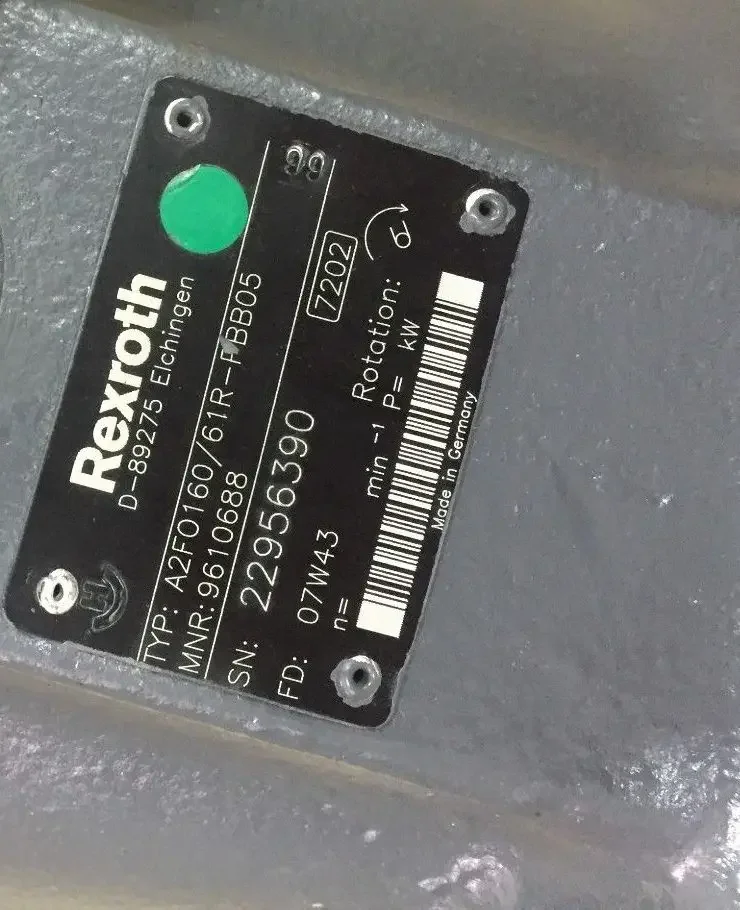 Rexroth
D-89275 Elchingen
TYP: A2FO160/61R-PBB05
MNR: 9610688
99
SN: 22956390
7202
FD: 07W43
Rotation:
n= min -1 P= kW
Made in Germany